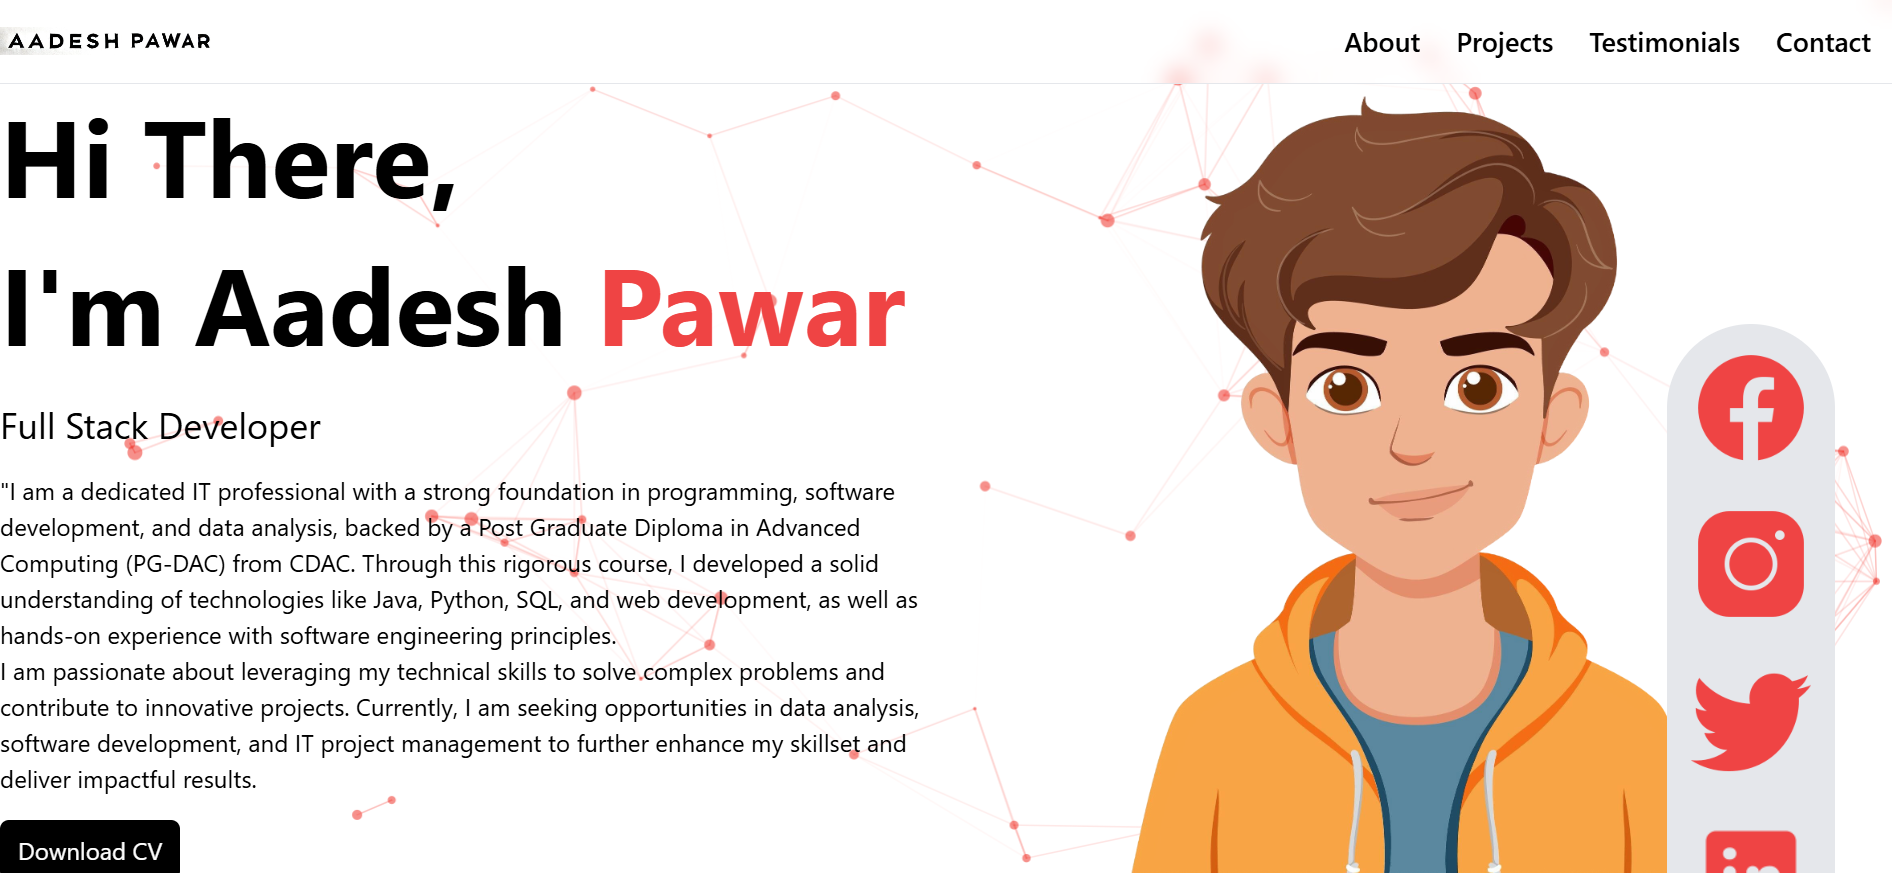 AADESH PAWAR
About Projects Testimonials Contact
Hi There,
I'm Aadesh Pawar
Full Stack Developer
"I am a dedicated IT professional with a strong foundation in programming, software
development, and data analysis, backed by a Post Graduate Diploma in Advanced
Computing (PG-DAC) from CDAC. Through this rigorous course, I developed a solid
understanding of technologies like Java, Python, SQL, and web development, as well as
hands-on experience with software engineering principles.
I am passionate about leveraging my technical skills to solve complex problems and
contribute to innovative projects. Currently, I am seeking opportunities in data analysis,
software development, and IT project management to further enhance my skillset and
deliver impactful results.
Download CV